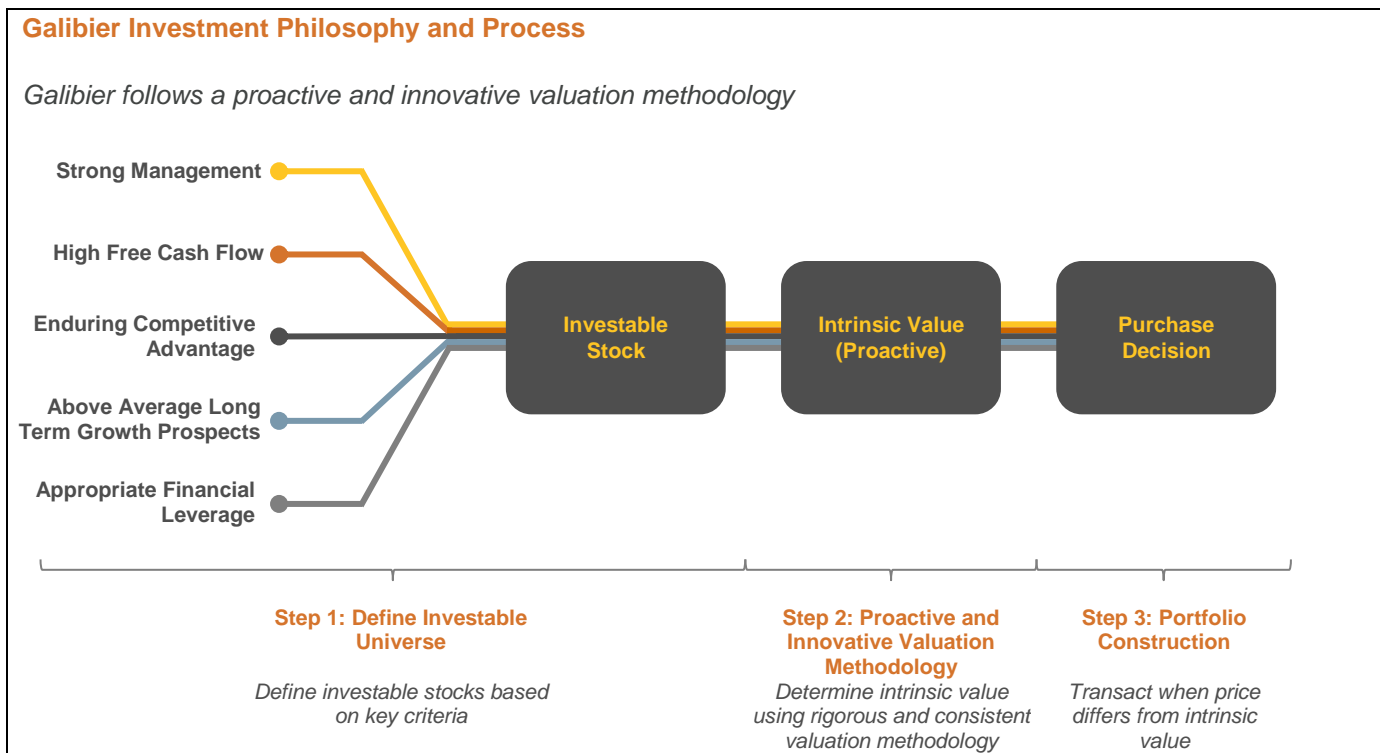 Galibier Investment Philosophy and Process
Galibier follows a proactive and innovative valuation methodology
Strong Management
High Free Cash Flow
Enduring Competitive
Advantage
Above Average Long
Term Growth Prospects
Appropriate Financial
Leverage
Investable
Stock
Intrinsic Value
(Proactive)
Purchase
Decision
Step 1: Define Investable
Universe
Define investable stocks based
on key criteria
Step 2: Proactive and
Innovative Valuation
Methodology
Determine intrinsic value
using rigorous and consistent
valuation methodology
Step 3: Portfolio
Construction
Transact when price
differs from intrinsic
value